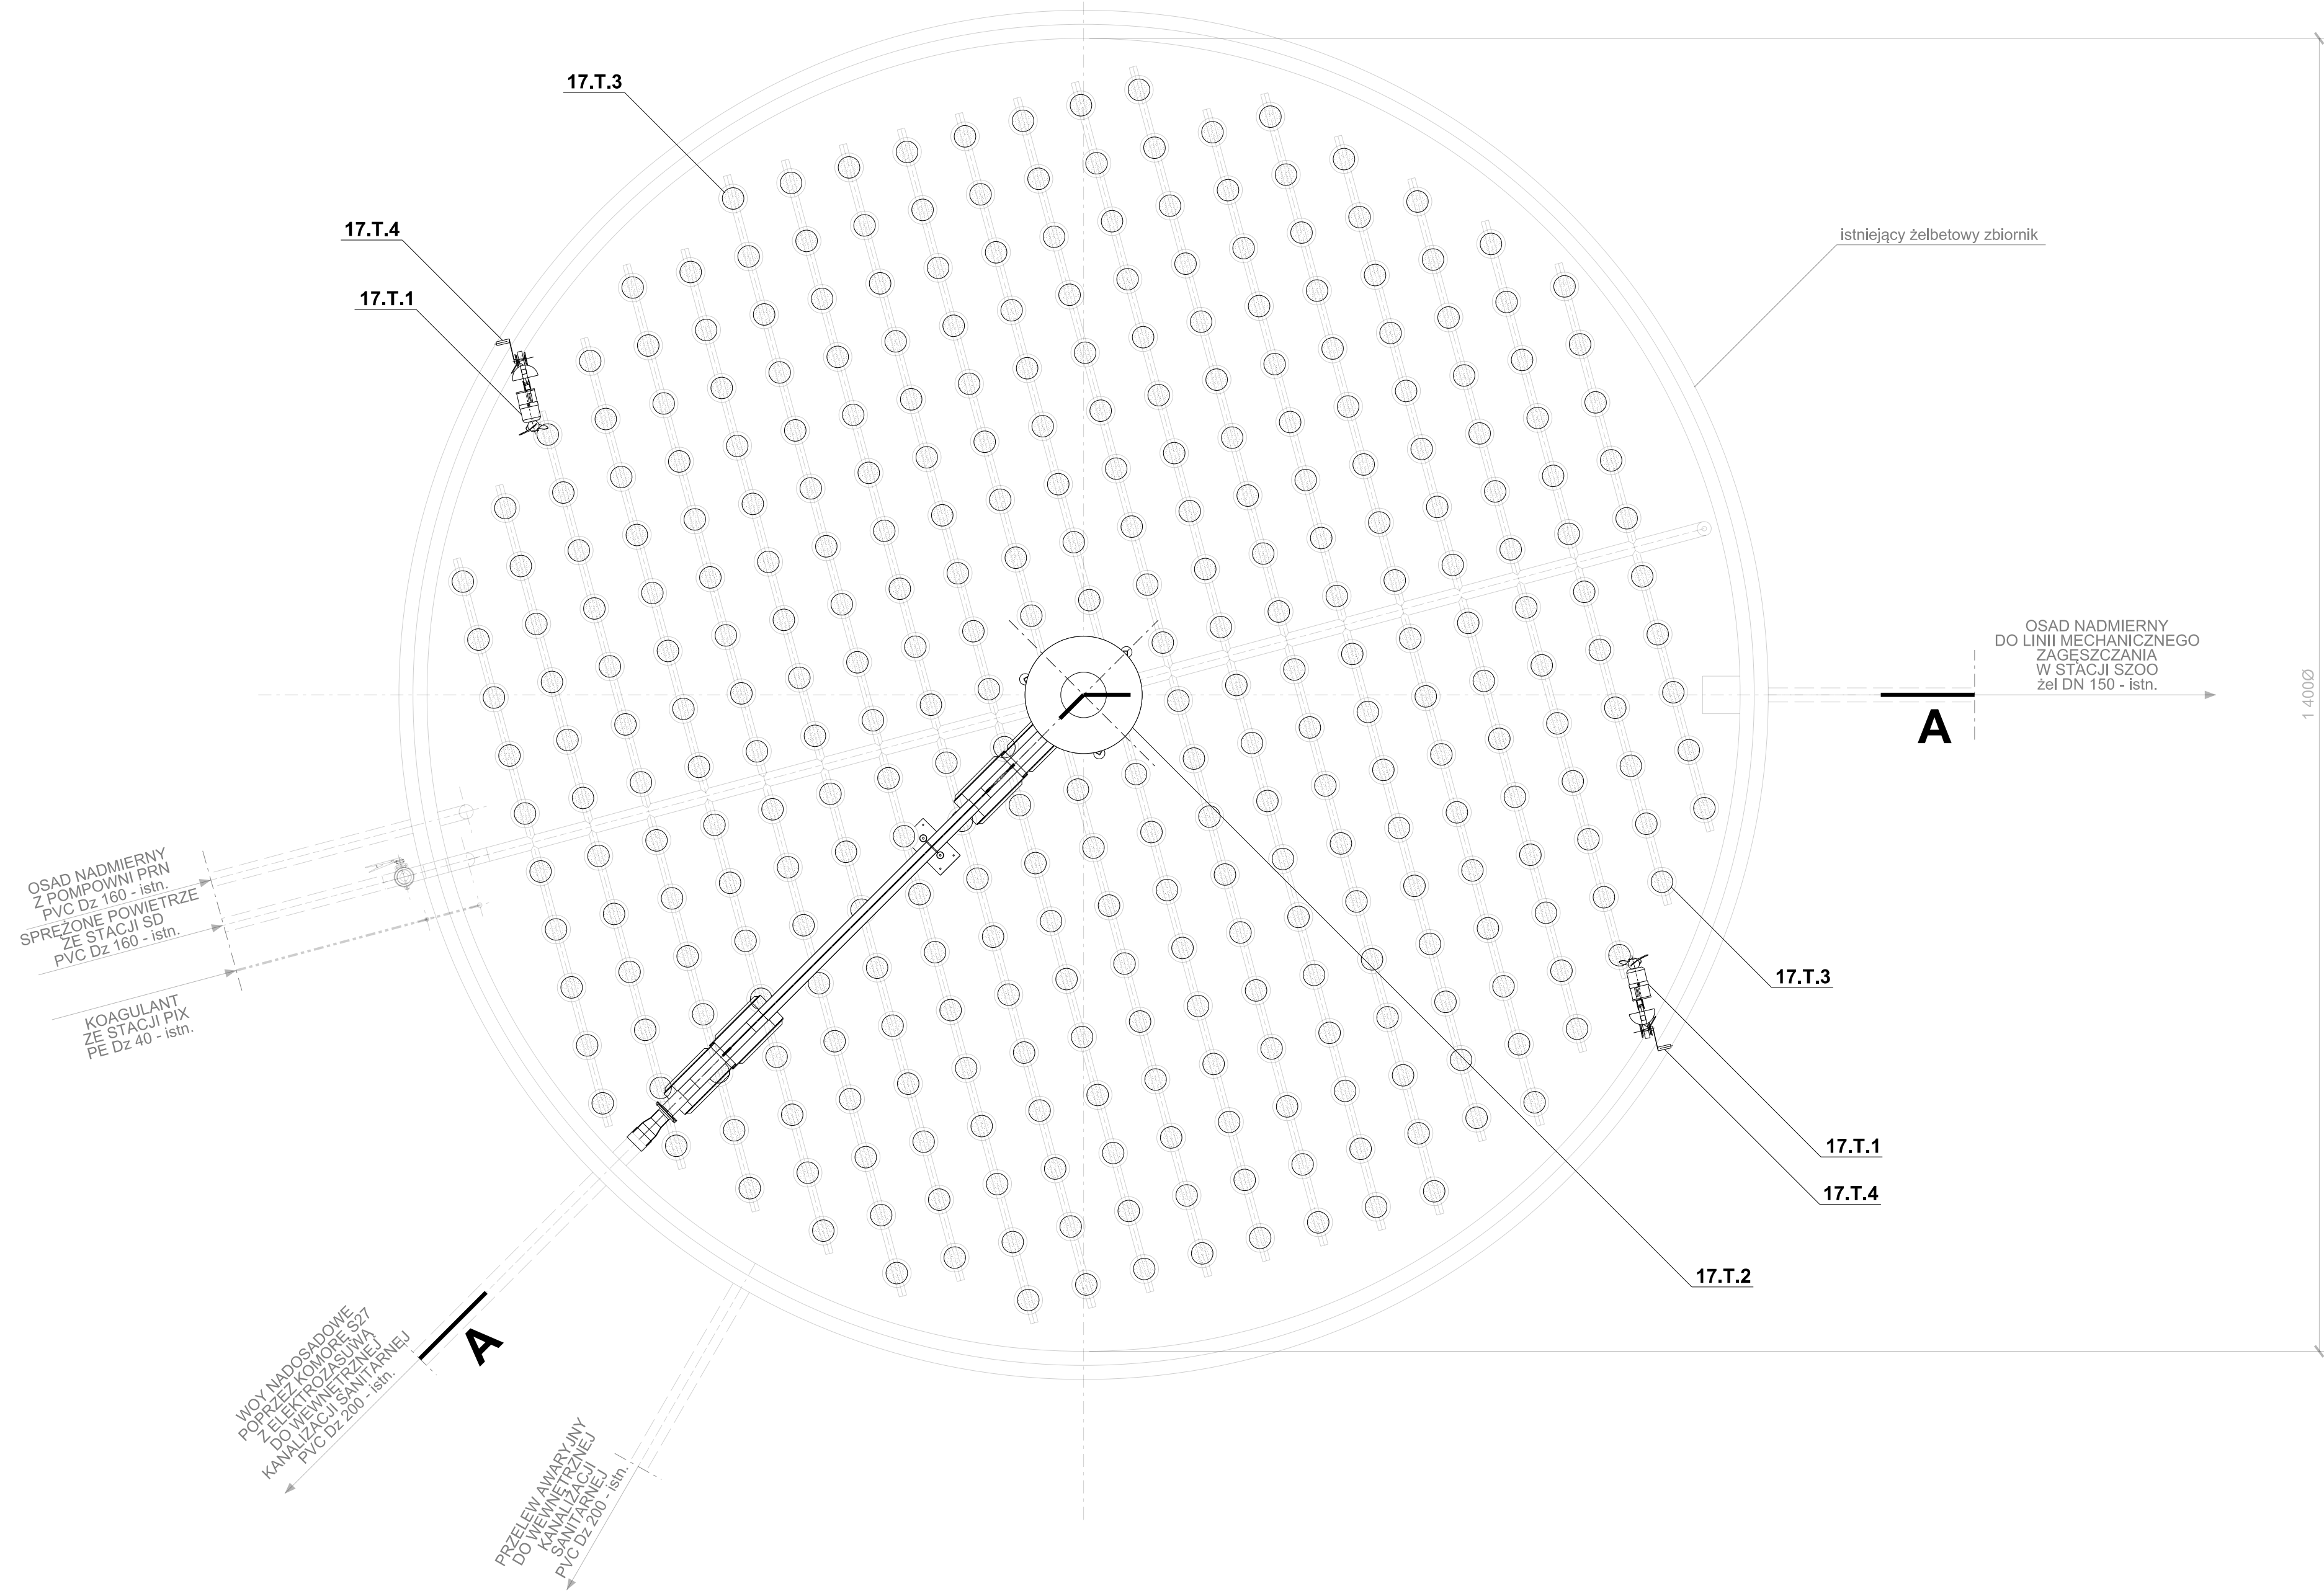 17.T.3
17.T.4
istniejący żelbetowy zbiornik
17.T.1
OSAD NADMIERNY
DO LINII MECHANICZNEGO
ZAGĘSZCZANIA
W STACJI SZOO
żel DN 150 - istn.
1 400Ø
A
OSAD NADMIERNY
Z POMPOWNI PRN
PVC Dz 160 - istn.
SPRĘŻONE POWIETRZE
ZE STACJI SD
PVC Dz 160 - istn.
KOAGULANT
ZE STACJI PIX
PE Dz 40 - istn.
17.T.3
17.T.1
17.T.4
17.T.2
A
WOY NADOSADOWE
POPRZEZ KOMORĘ S27
Z ELEKTROZASUWĄ
DO WEWNĘTRZNEJ
KANALIZACJI SANITARNEJ
PVC Dz 200 - istn.
PRZELEW AWARYJNY
DO WEWNĘTRZNEJ
KANALIZACJI
SANITARNEJ
PVC Dz 200 - istn.